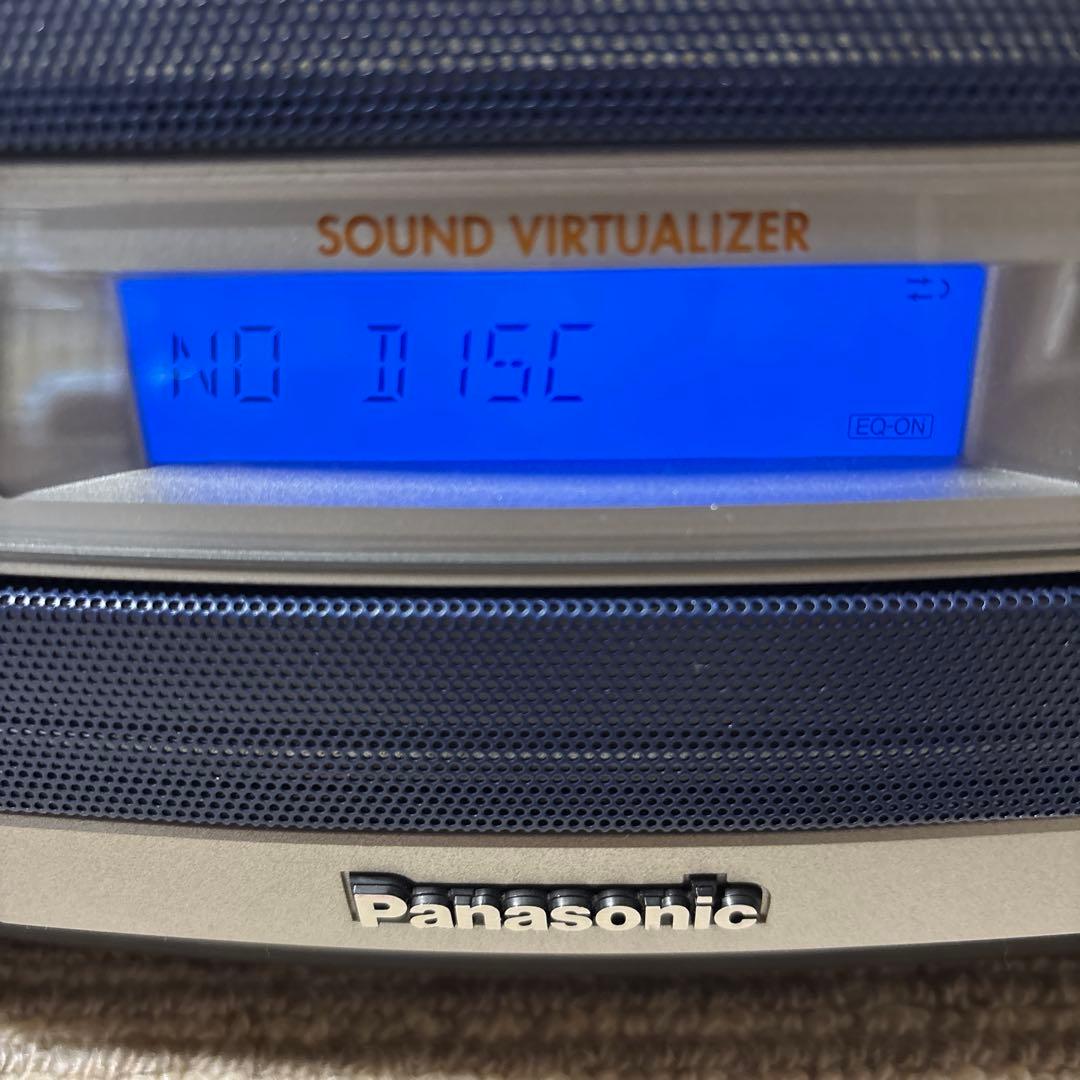 SOUND VIRTUALIZER
NO DISC
EQ-ON
Panasonic